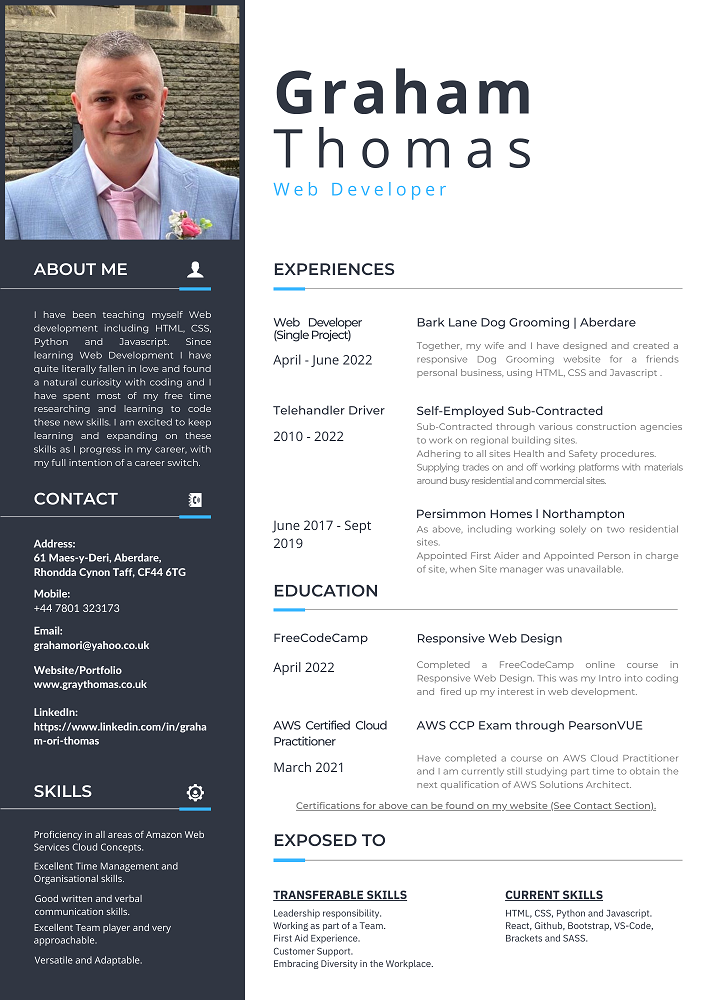 Graham
Thomas
Web Developer
ABOUT ME
I have been teaching myself Web
development including HTML, CSS,
Python and Javascript. Since
learning Web Development I have
quite literally fallen in love and found
a natural curiosity with coding and I
have spent most of my free time
researching and learning to code
these new skills. I am excited to keep
learning and expanding on these
skills as I progress in my career, with
my full intention of a career switch.
CONTACT
Address:
61 Maes-y-Deri, Aberdare,
Rhondda Cynon Taff, CF44 6TG
Mobile:
+44 7801 323173
Email:
grahamori@yahoo.co.uk
Website/Portfolio
www.graythomas.co.uk
LinkedIn:
https://www.linkedin.com/in/graha
m-ori-thomas
SKILLS
Proficiency in all areas of Amazon Web
Services Cloud Concepts.
Excellent Time Management and
Organisational skills.
Good written and verbal
communication skills.
Excellent Team player and very
approachable.
Versatile and Adaptable.
EXPERIENCES
Web Developer
(Single Project)
April - June 2022
Bark Lane Dog Grooming | Aberdare
Together, my wife and I have designed and created a
responsive Dog Grooming website for a friends
personal business, using HTML, CSS and Javascript .
Telehandler Driver
2010 - 2022
Self-Employed Sub-Contracted
Sub-Contracted through various construction agencies
to work on regional building sites.
Adhering to all sites Health and Safety procedures.
Supplying trades on and off working platforms with materials
around busy residential and commercial sites.
June 2017 - Sept
2019
Persimmon Homes l Northampton
As above, including working solely on two residential
sites.
Appointed First Aider and Appointed Person in charge
of site, when Site manager was unavailable.
EDUCATION
FreeCodeCamp
April 2022
Responsive Web Design
Completed a FreeCodeCamp online course in
Responsive Web Design. This was my Intro into coding
and fired up my interest in web development.
AWS Certified Cloud
Practitioner
March 2021
AWS CCP Exam through PearsonVUE
Have completed a course on AWS Cloud Practitioner
and I am currently still studying part time to obtain the
next qualification of AWS Solutions Architect.
Certifications for above can be found on my website (See Contact Section).
EXPOSED TO
TRANSFERABLE SKILLS
Leadership responsibility.
Working as part of a Team.
First Aid Experience.
Customer Support.
Embracing Diversity in the Workplace.
CURRENT SKILLS
HTML, CSS, Python and Javascript.
React, Github, Bootstrap, VS-Code,
Brackets and SASS.